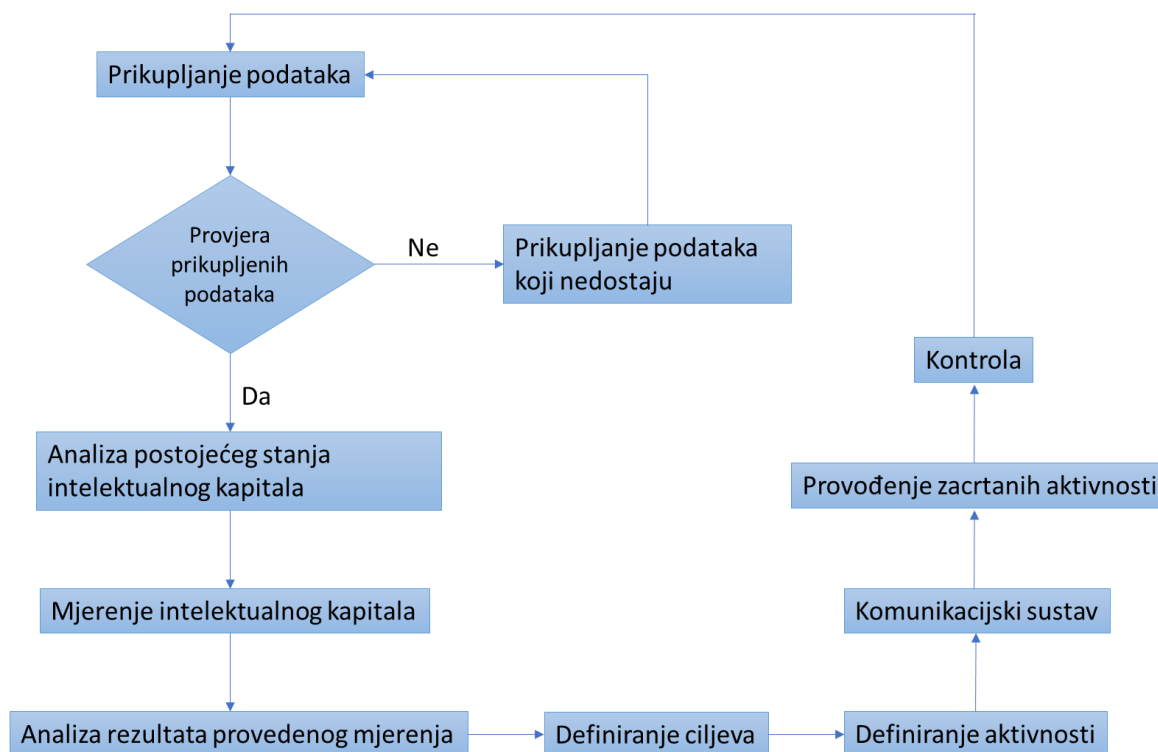 Prikupljanje podataka
Provjera
prikupljenih
podataka
Ne
Prikupljanje podataka
koji nedostaju
Da
Analiza postojećeg stanja
intelektualnog kapitala
Mjerenje intelektualnog kapitala
Analiza rezultata provedenog mjerenja
Definiranje ciljeva
Definiranje aktivnosti
Komunikacijski sustav
Provođenje zacrtanih aktivnosti
Kontrola